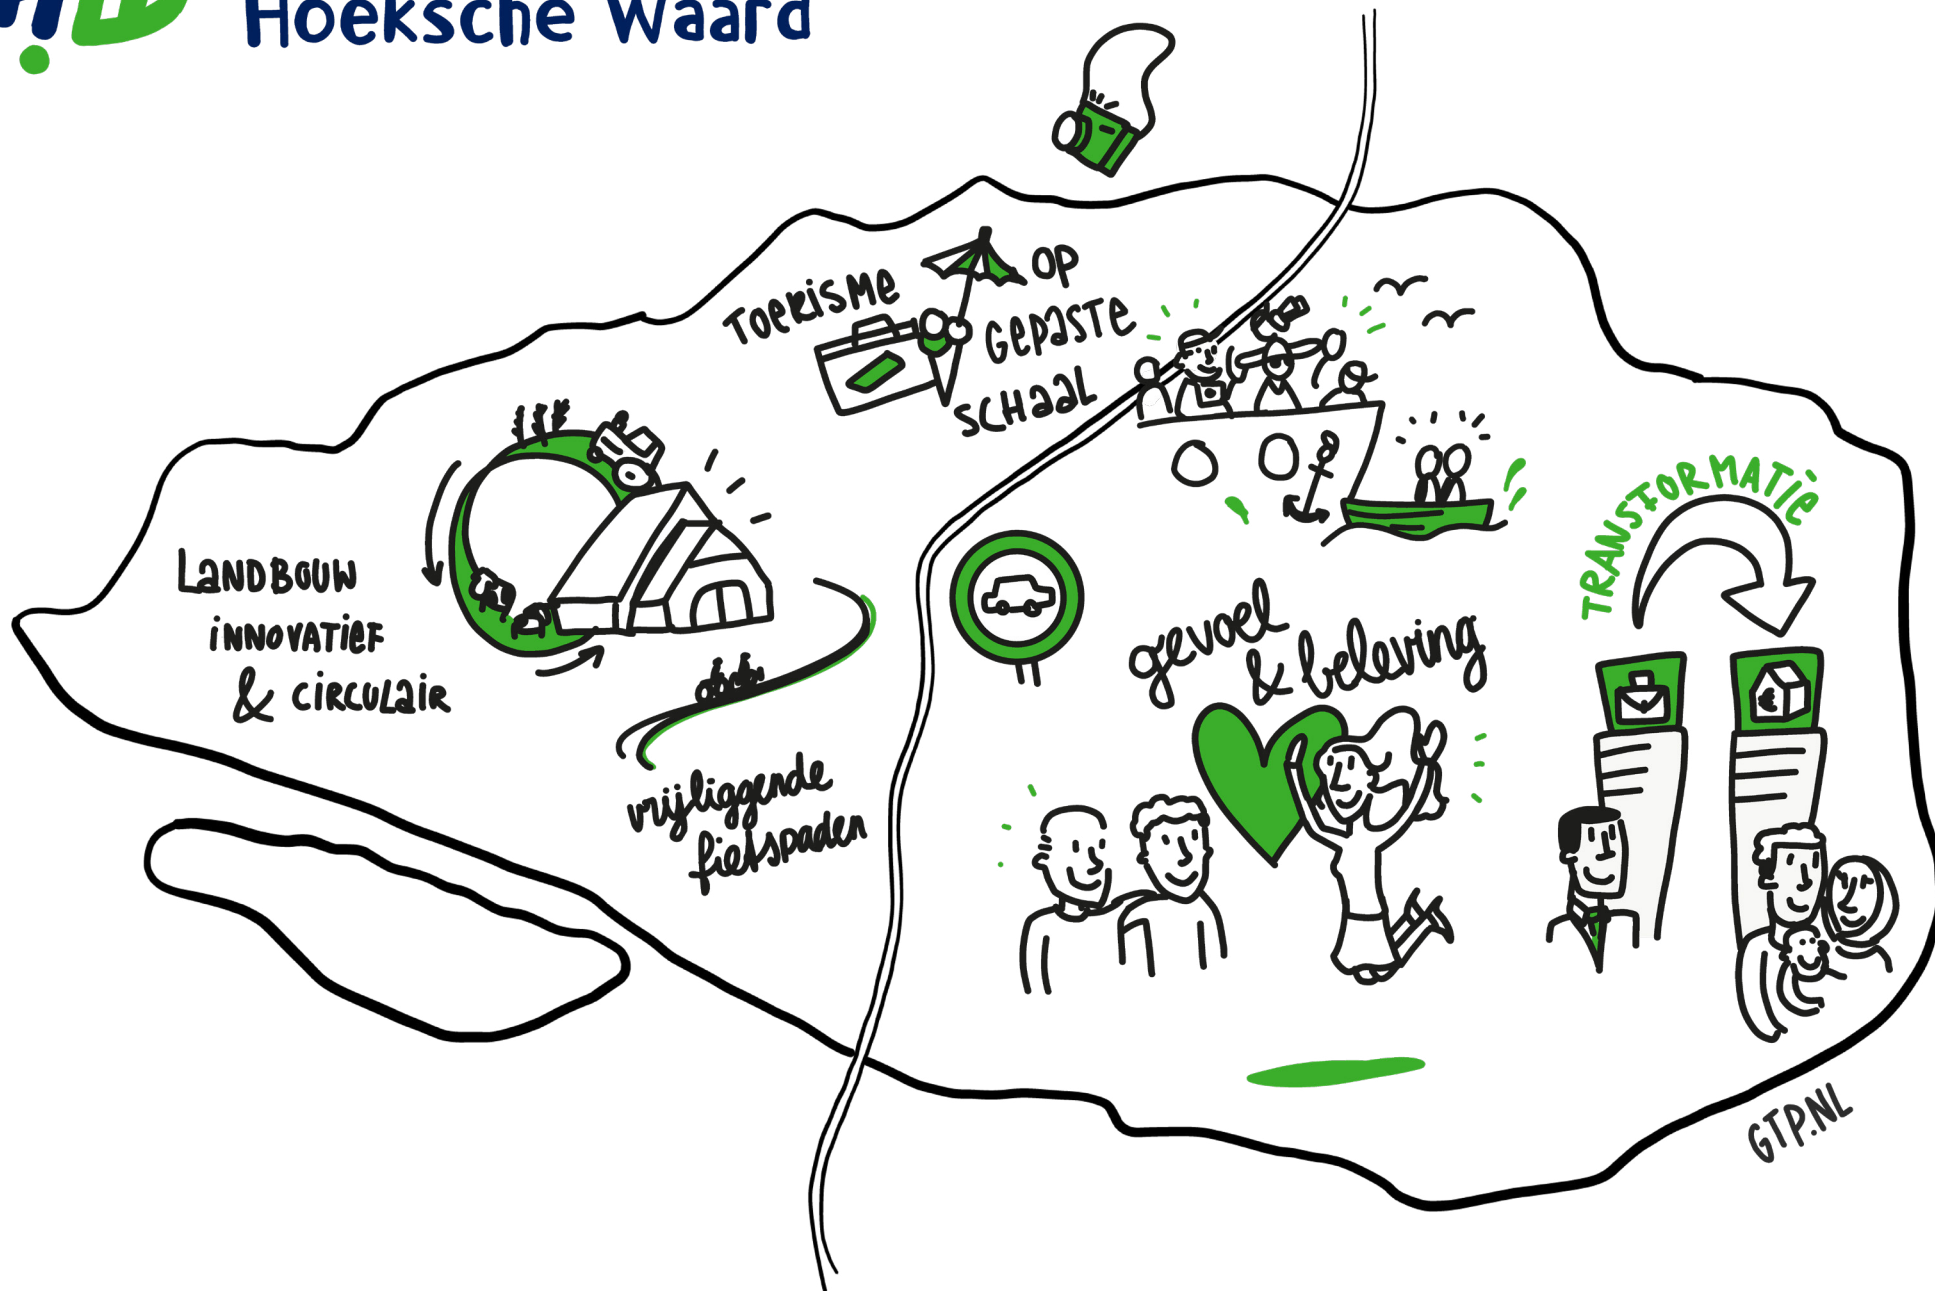 Hoeksche Waard
TOERISME
OP
GEPASTE
SCHAAL
TRANSFORMATIE
LANDBOUW
INNOVATIEF
& CIRCULAIR
gevoel
& beleving
€
vrijliggende
fietspaden
GTP.NL